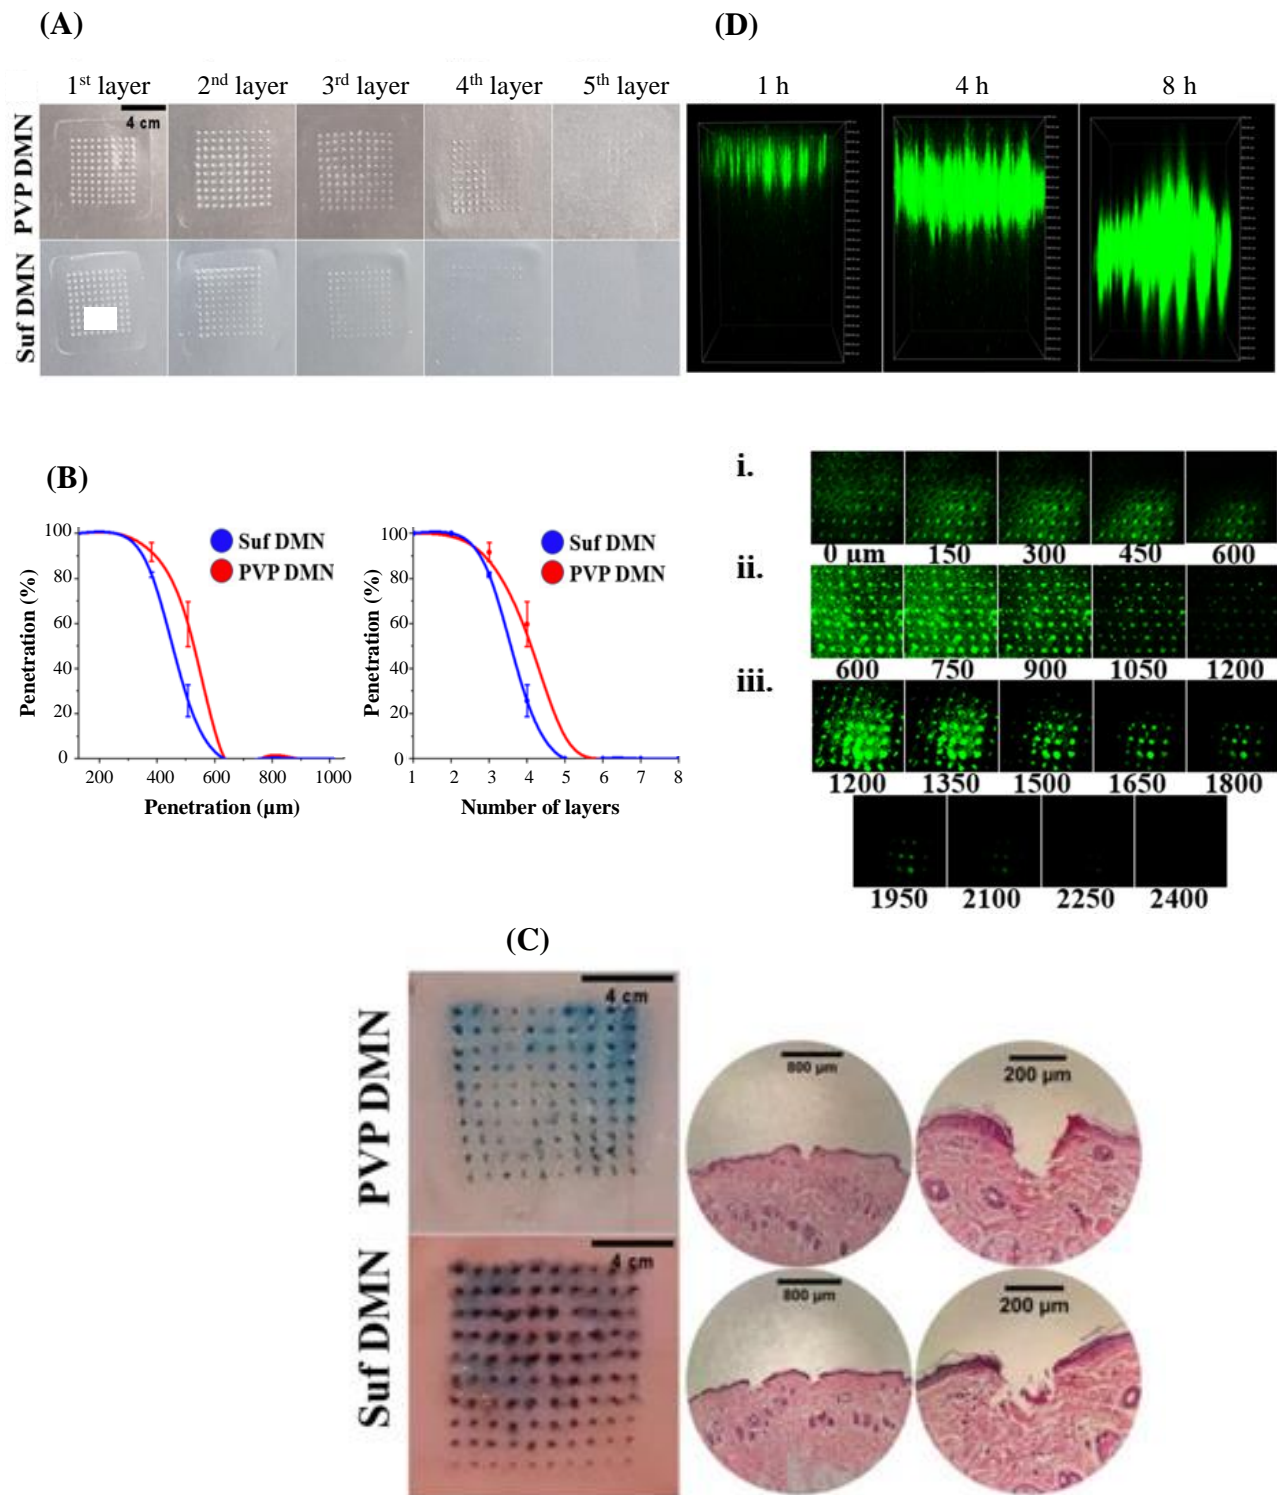 (A)
1st layer 2nd layer 3rd layer 4th layer 5th layer
4 cm
PVP DMN
Suf DMN
(D)
1 h 4 h 8 h
(B)
100
80
60
40
20
0
200 400 600 800 1000
Penetration (%)
Penetration (µm)
Suf DMN
PVP DMN
100
80
60
40
20
0
1 2 3 4 5 6 7 8
Penetration (%)
Number of layers
Suf DMN
PVP DMN
i.
0 µm 150 300 450 600
ii.
600 750 900 1050 1200
iii.
1200 1350 1500 1650 1800
1950 2100 2250 2400
(C)
PVP DMN
4 cm
800 µm
200 µm
Suf DMN
4 cm
800 µm
200 µm